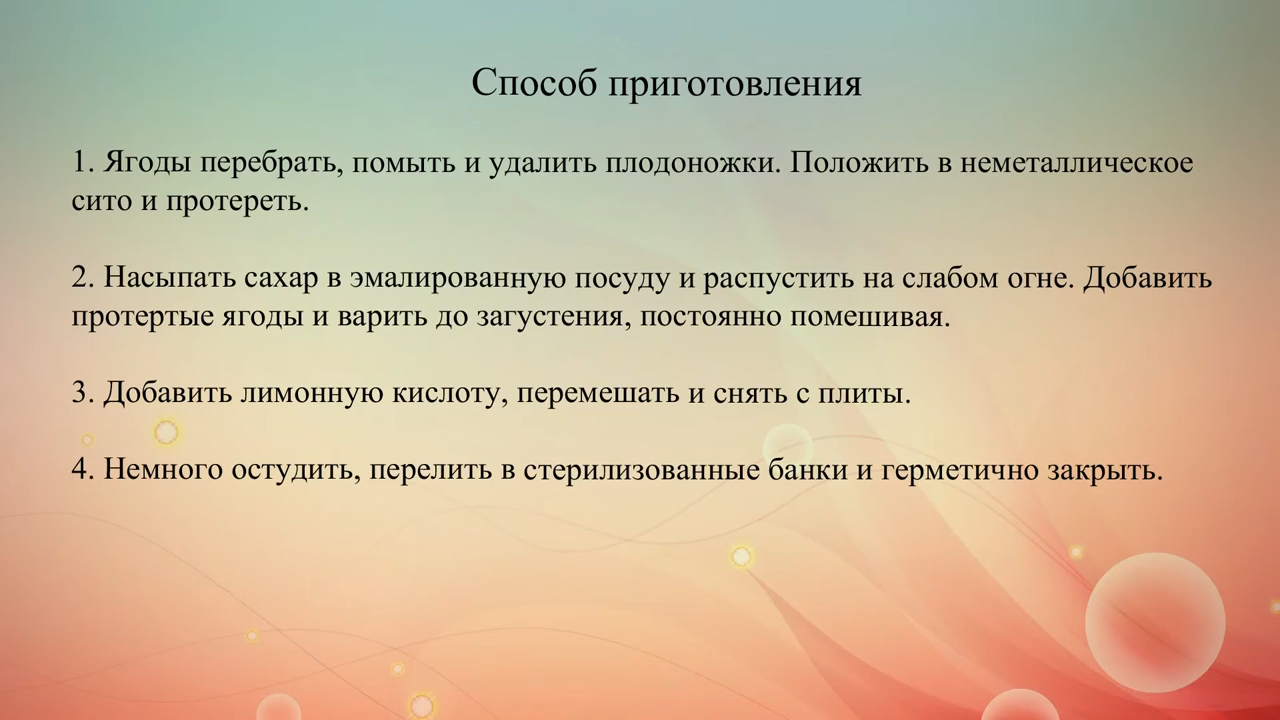 Способ приготовления
1. Ягоды перебрать, помыть и удалить плодоножки. Положить в неметаллическое
сито и протереть.
2. Насыпать сахар в эмалированную посуду и распустить на слабом огне. Добавить
протертые ягоды и варить до загустения, постоянно помешивая.
3. Добавить лимонную кислоту, перемешать и снять с плиты.
4. Немного остудить, перелить в стерилизованные банки и герметично закрыть.